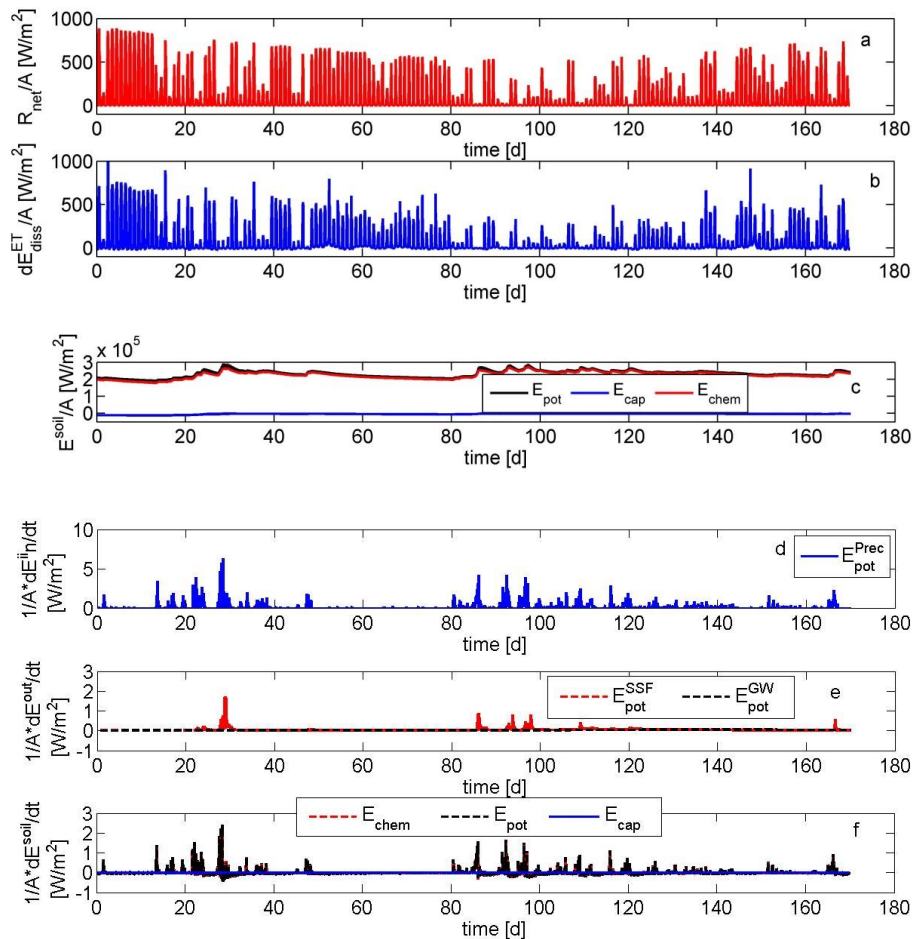 R_net/A [W/m²]
1000
500
0
a
0 20 40 60 80 100 120 140 160 180
time [d]
dE^ET_diss/A [W/m²]
1000
500
0
b
0 20 40 60 80 100 120 140 160 180
time [d]
x 10⁵
E^soil/A [W/m²]
3
2
1
0
c
E_pot E_cap E_chem
0 20 40 60 80 100 120 140 160 180
time [d]
1/A*dE^iin/dt
[W/m²]
10
5
0
d
E^Prec_pot
0 20 40 60 80 100 120 140 160 180
time [d]
1/A*dE^out/dt
[W/m²]
3
2
1
0
-1
E^SSF_pot E^GW_pot
e
0 20 40 60 80 100 120 140 160 180
time [d]
1/A*dE^soil/dt
[W/m²]
3
2
1
0
-1
E_chem E_pot E_cap
f
0 20 40 60 80 100 120 140 160 180
time [d]